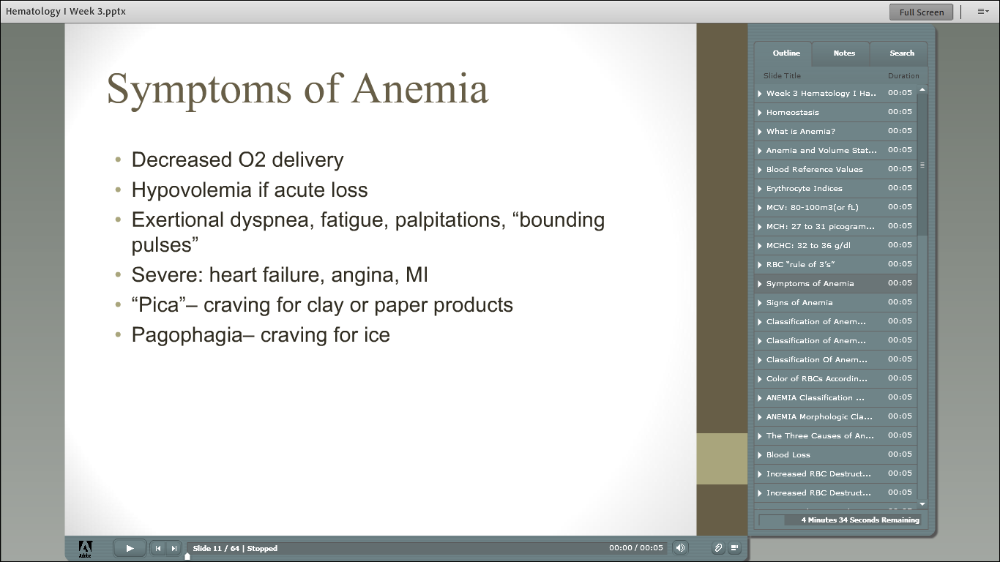 Hematology I Week 3.pptx
Full Screen
Symptoms of Anemia
• Decreased O2 delivery
• Hypovolemia if acute loss
• Exertional dyspnea, fatigue, palpitations, “bounding
pulses”
• Severe: heart failure, angina, MI
• “Pica”– craving for clay or paper products
• Pagophagia– craving for ice
Outline Notes Search
Slide Title Duration
Week 3 Hematology I Ha.. 00:05
Homeostasis 00:05
What is Anemia? 00:05
Anemia and Volume Stat... 00:05
Blood Reference Values 00:05
Erythrocyte Indices 00:05
MCV: 80-100m3(or fL) 00:05
MCH: 27 to 31 picogram... 00:05
MCHC: 32 to 36 g/dl 00:05
RBC “rule of 3’s” 00:05
Symptoms of Anemia 00:05
Signs of Anemia 00:05
Classification of Anem... 00:05
Classification of Anem... 00:05
Classification Of Anem... 00:05
Color of RBCs Accordin... 00:05
ANEMIA Classification ... 00:05
ANEMIA Morphologic Cla... 00:05
The Three Causes of An... 00:05
Blood Loss 00:05
Increased RBC Destruct... 00:05
Increased RBC Destruct... 00:05
4 Minutes 34 Seconds Remaining
Adobe
Slide 11 / 64 | Stopped
00:00 / 00:05